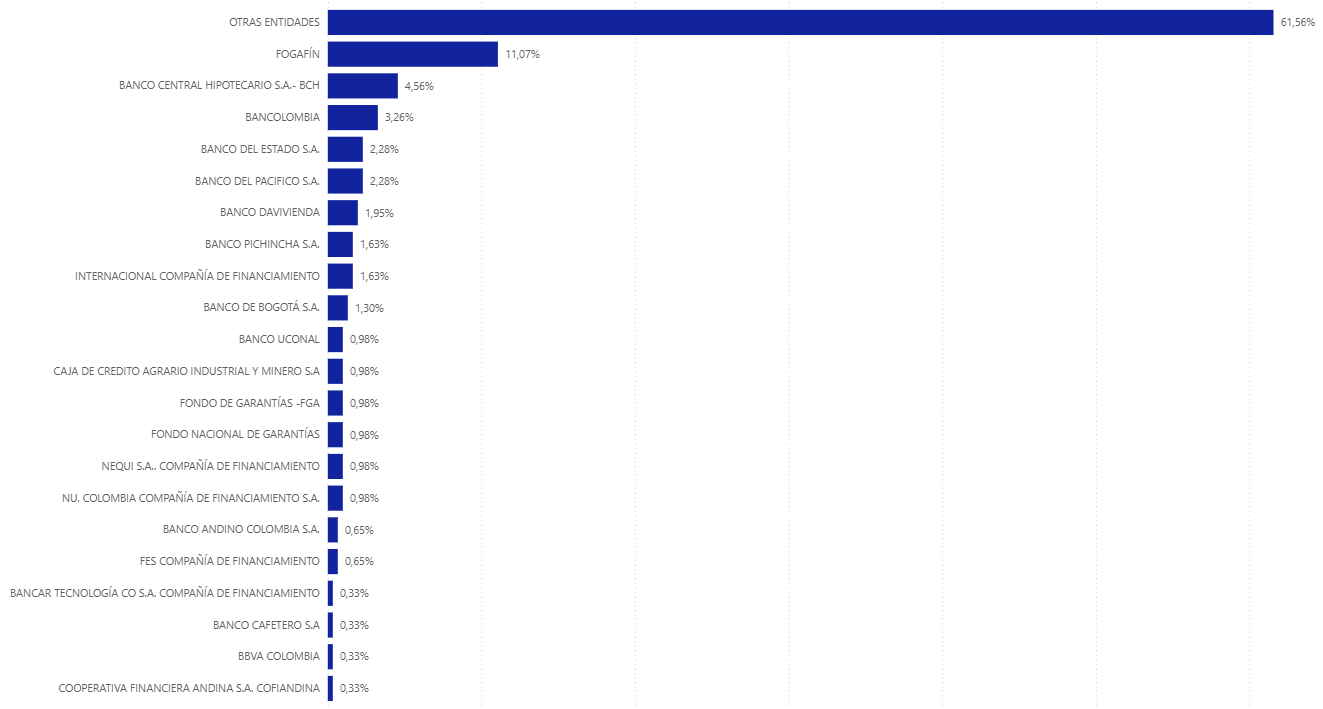 OTRAS ENTIDADES 61,56%
FOGAFÍN 11,07%
BANCO CENTRAL HIPOTECARIO S.A.- BCH 4,56%
BANCOLOMBIA 3,26%
BANCO DEL ESTADO S.A. 2,28%
BANCO DEL PACIFICO S.A. 2,28%
BANCO DAVIVIENDA 1,95%
BANCO PICHINCHA S.A. 1,63%
INTERNACIONAL COMPAÑÍA DE FINANCIAMIENTO 1,63%
BANCO DE BOGOTÁ S.A. 1,30%
BANCO UCONAL 0,98%
CAJA DE CREDITO AGRARIO INDUSTRIAL Y MINERO S.A 0,98%
FONDO DE GARANTÍAS -FGA 0,98%
FONDO NACIONAL DE GARANTÍAS 0,98%
NEQUI S.A.. COMPAÑÍA DE FINANCIAMIENTO 0,98%
NU. COLOMBIA COMPAÑÍA DE FINANCIAMIENTO S.A. 0,98%
BANCO ANDINO COLOMBIA S.A. 0,65%
FES COMPAÑÍA DE FINANCIAMIENTO 0,65%
BANCAR TECNOLOGÍA CO S.A. COMPAÑÍA DE FINANCIAMIENTO 0,33%
BANCO CAFETERO S.A 0,33%
BBVA COLOMBIA 0,33%
COOPERATIVA FINANCIERA ANDINA S.A. COFIANDINA 0,33%